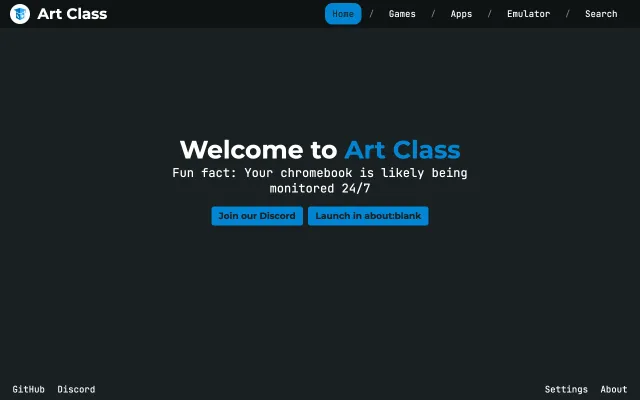 Art Class
Home / Games / Apps / Emulator / Search
Welcome to Art Class
Fun fact: Your chromebook is likely being
monitored 24/7
Join our Discord Launch in about:blank
GitHub Discord Settings About